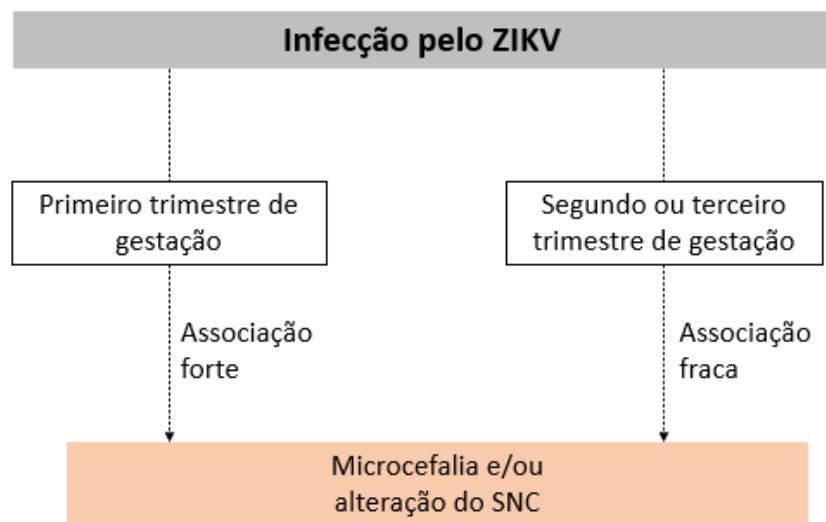 Infecção pelo ZIKV
Primeiro trimestre de
gestação
Segundo ou terceiro
trimestre de gestação
Associação
forte
Associação
fraca
Microcefalia e/ou
alteração do SNC